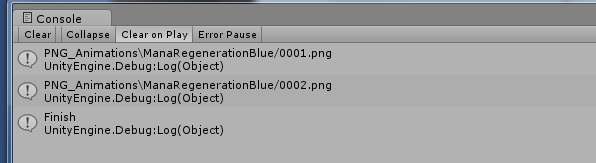 Console
Clear Collapse Clear on Play Error Pause
PNG_Animations\ManaRegenerationBlue/0001.png
UnityEngine.Debug:Log(Object)
PNG_Animations\ManaRegenerationBlue/0002.png
UnityEngine.Debug:Log(Object)
Finish
UnityEngine.Debug:Log(Object)